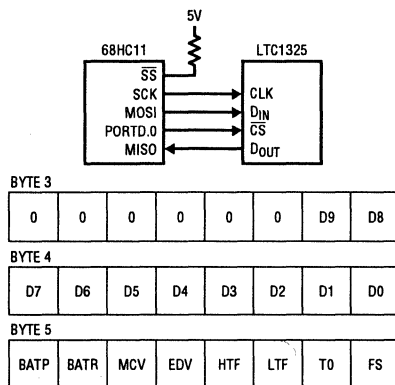 5V
68HC11 LTC1325
SS
SCK CLK
MOSI DIN
PORTD.0 CS
MISO DOUT
BYTE 3
0 0 0 0 0 0 D9 D8
BYTE 4
D7 D6 D5 D4 D3 D2 D1 D0
BYTE 5
BATP BATR MCV EDV HTF LTF T0 FS